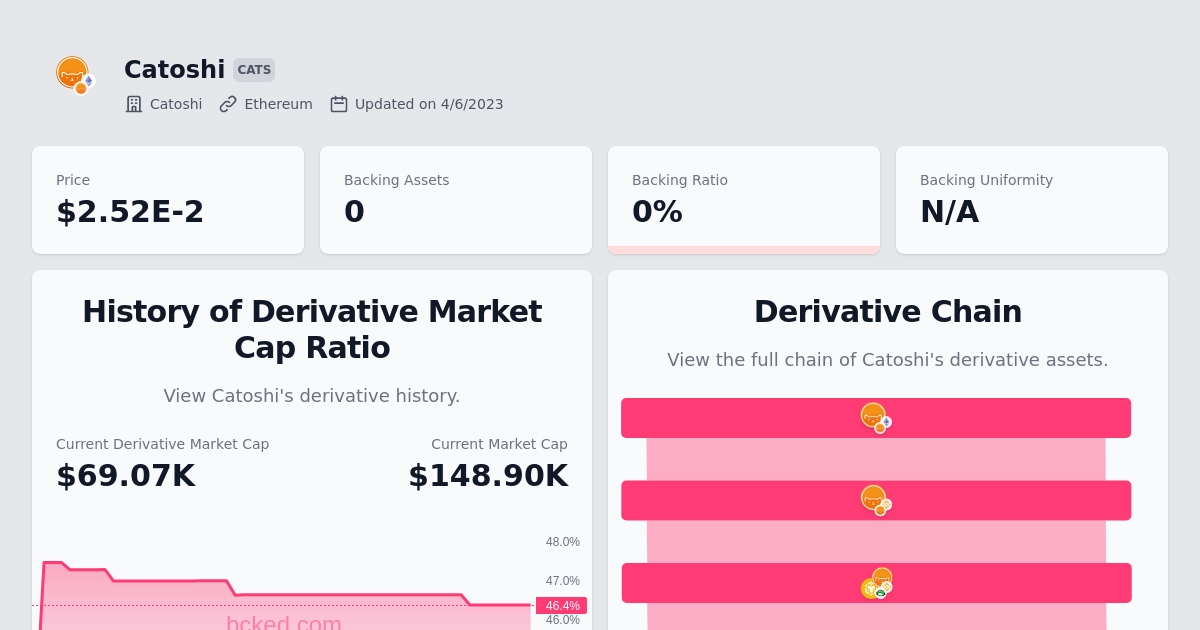 Catoshi CATS
Catoshi Ethereum Updated on 4/6/2023
Price
$2.52E-2
Backing Assets
0
Backing Ratio
0%
Backing Uniformity
N/A
History of Derivative Market
Cap Ratio
View Catoshi's derivative history.
Current Derivative Market Cap
$69.07K
Current Market Cap
$148.90K
48.0%
47.0%
46.4%
46.0%
bcked.com
Derivative Chain
View the full chain of Catoshi's derivative assets.